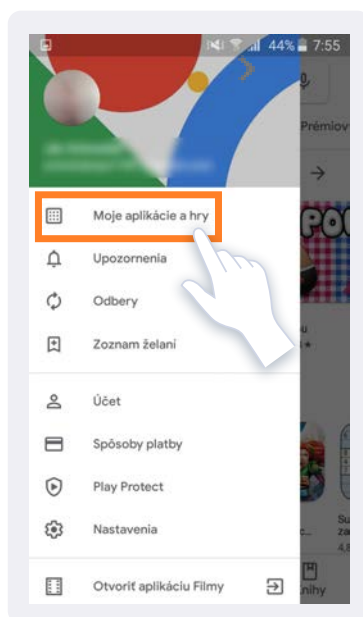 44% 7:55
Prémiov
Moje aplikácie a hry
Upozornenia
Odbery
Zoznam želaní
Účet
Spôsoby platby
Play Protect
Nastavenia
Otvoriť aplikáciu Filmy